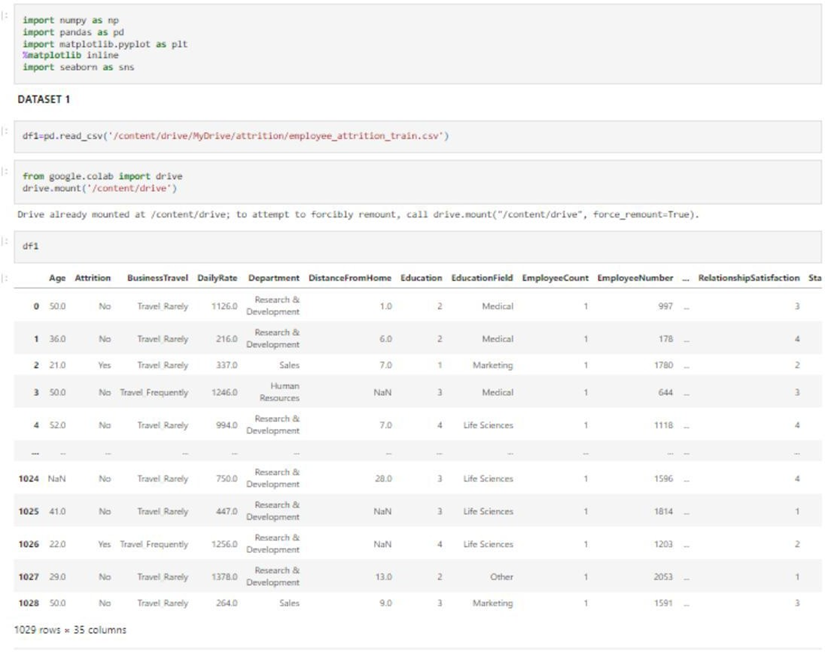 import numpy as np
import pandas as pd
import matplotlib.pyplot as plt
%matplotlib inline
import seaborn as sns
DATASET 1
df1=pd.read_csv('/content/drive/MyDrive/attrition/employee_attrition_train.csv')
from google.colab import drive
drive.mount('/content/drive')
Drive already mounted at /content/drive; to attempt to forcibly remount, call drive.mount("/content/drive", force_remount=True).
df1
Age Attrition BusinessTravel DailyRate Department DistanceFromHome Education EducationField EmployeeCount EmployeeNumber ... RelationshipSatisfaction Sta
0 50.0 No Travel_Rarely 1126.0 Research & Development 1.0 2 Medical 1 997 ... 3
1 36.0 No Travel_Rarely 216.0 Research & Development 6.0 2 Medical 1 178 ... 4
2 21.0 Yes Travel_Rarely 337.0 Sales 7.0 1 Marketing 1 1780 ... 2
3 50.0 No Travel_Frequently 1246.0 Human Resources NaN 3 Medical 1 644 ... 3
4 52.0 No Travel_Rarely 994.0 Research & Development 7.0 4 Life Sciences 1 1118 ... 4
... ... ... ... ... ... ... ... ... ... ... ... ...
1024 NaN No Travel_Rarely 750.0 Research & Development 28.0 3 Life Sciences 1 1596 ... 4
1025 41.0 No Travel_Rarely 447.0 Research & Development NaN 3 Life Sciences 1 1814 ... 1
1026 22.0 Yes Travel_Frequently 1256.0 Research & Development NaN 4 Life Sciences 1 1203 ... 2
1027 29.0 No Travel_Rarely 1378.0 Research & Development 13.0 2 Other 1 2053 ... 1
1028 50.0 No Travel_Rarely 264.0 Sales 9.0 3 Marketing 1 1591 ... 3
1029 rows × 35 columns